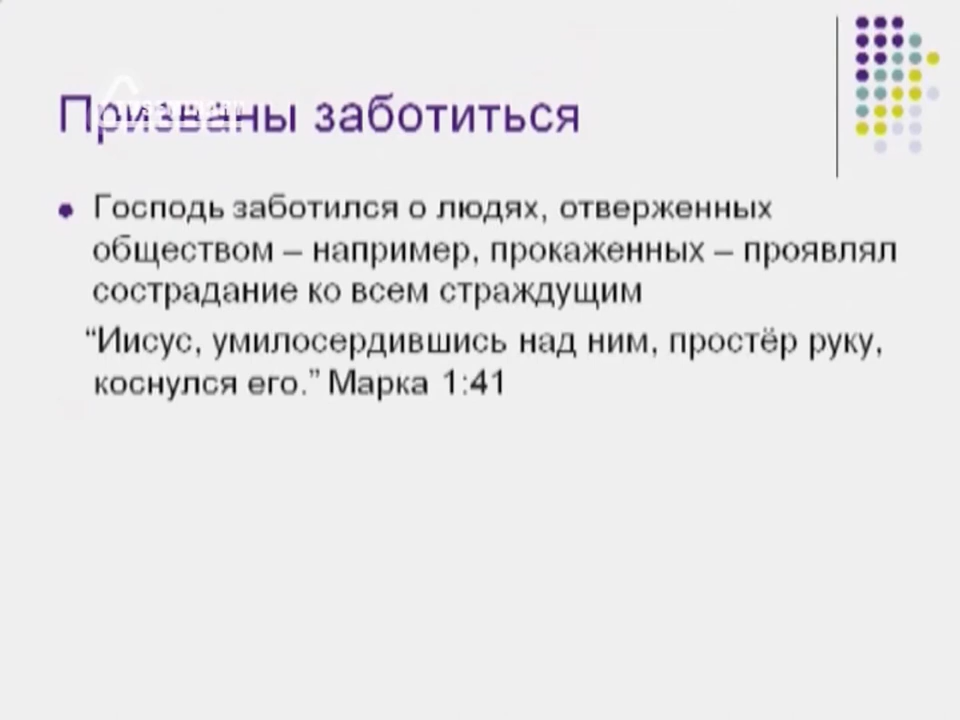 Призваны заботиться
Господь заботился о людях, отверженных
обществом – например, прокаженных – проявлял
сострадание ко всем страждущим
“Иисус, умилосердившись над ним, простёр руку,
коснулся его.” Марка 1:41